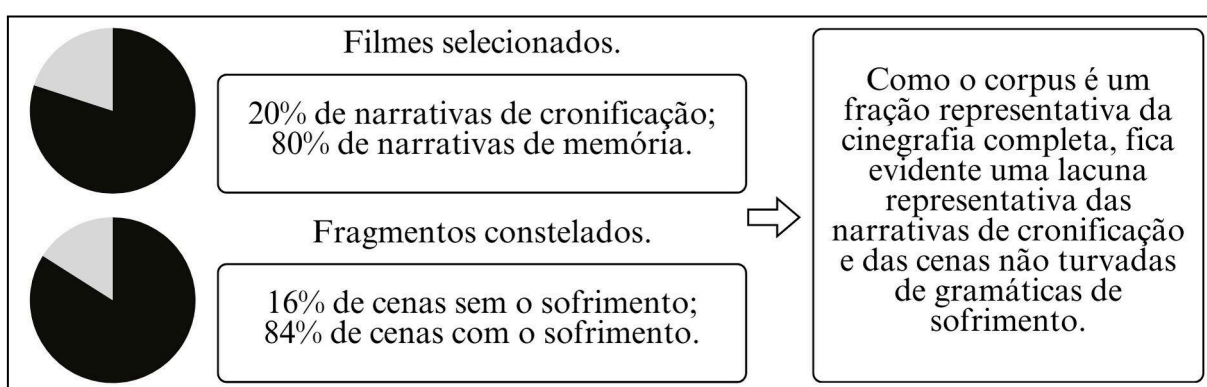 Filmes selecionados.
20% de narrativas de cronificação;
80% de narrativas de memória.
Fragmentos constelados.
16% de cenas sem o sofrimento;
84% de cenas com o sofrimento.
Como o corpus é um
fração representativa da
cinegrafia completa, fica
evidente uma lacuna
representativa das
narrativas de cronificação
e das cenas não turvadas
de gramáticas de
sofrimento.